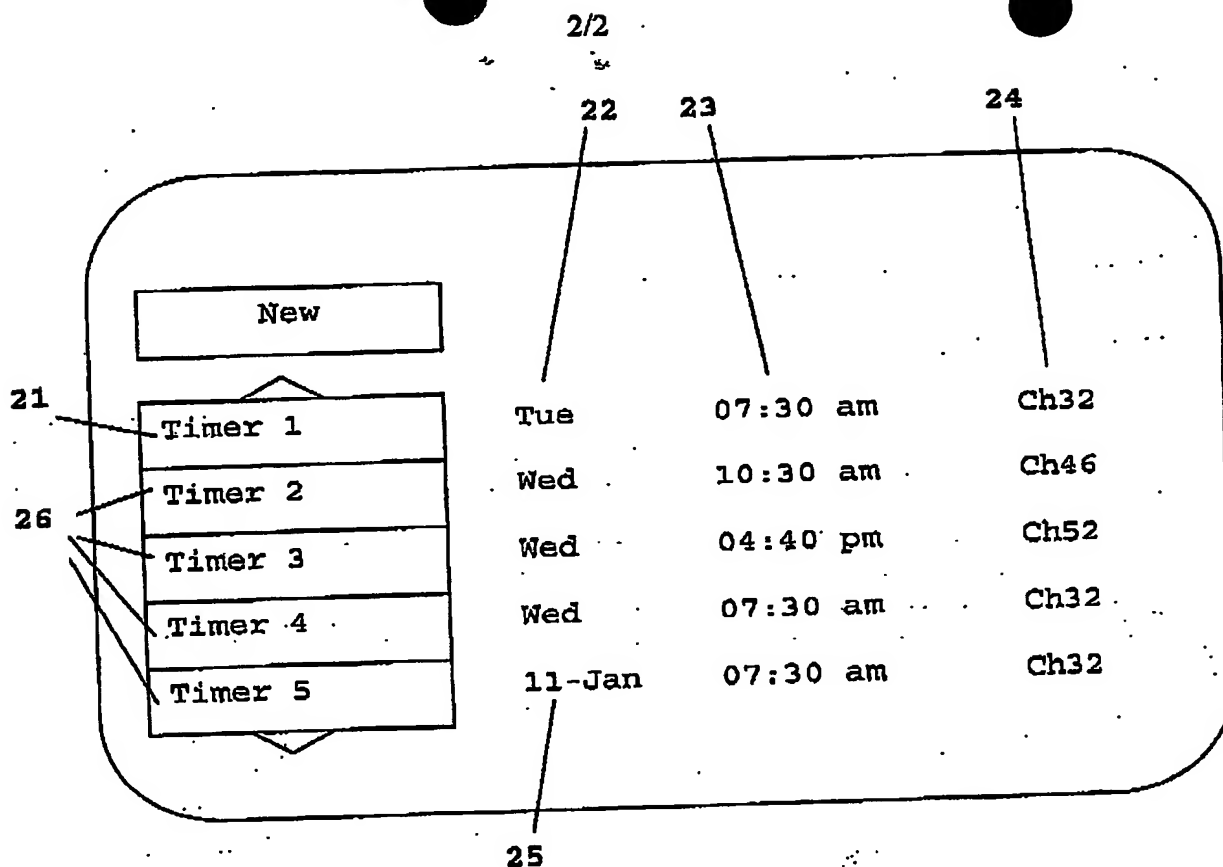 2/2
22 23 24
New
21
Timer 1 Tue 07:30 am Ch32
Timer 2 Wed 10:30 am Ch46
26
Timer 3 Wed 04:40 pm Ch52
Timer 4 Wed 07:30 am Ch32
Timer 5 11-Jan 07:30 am Ch32
25